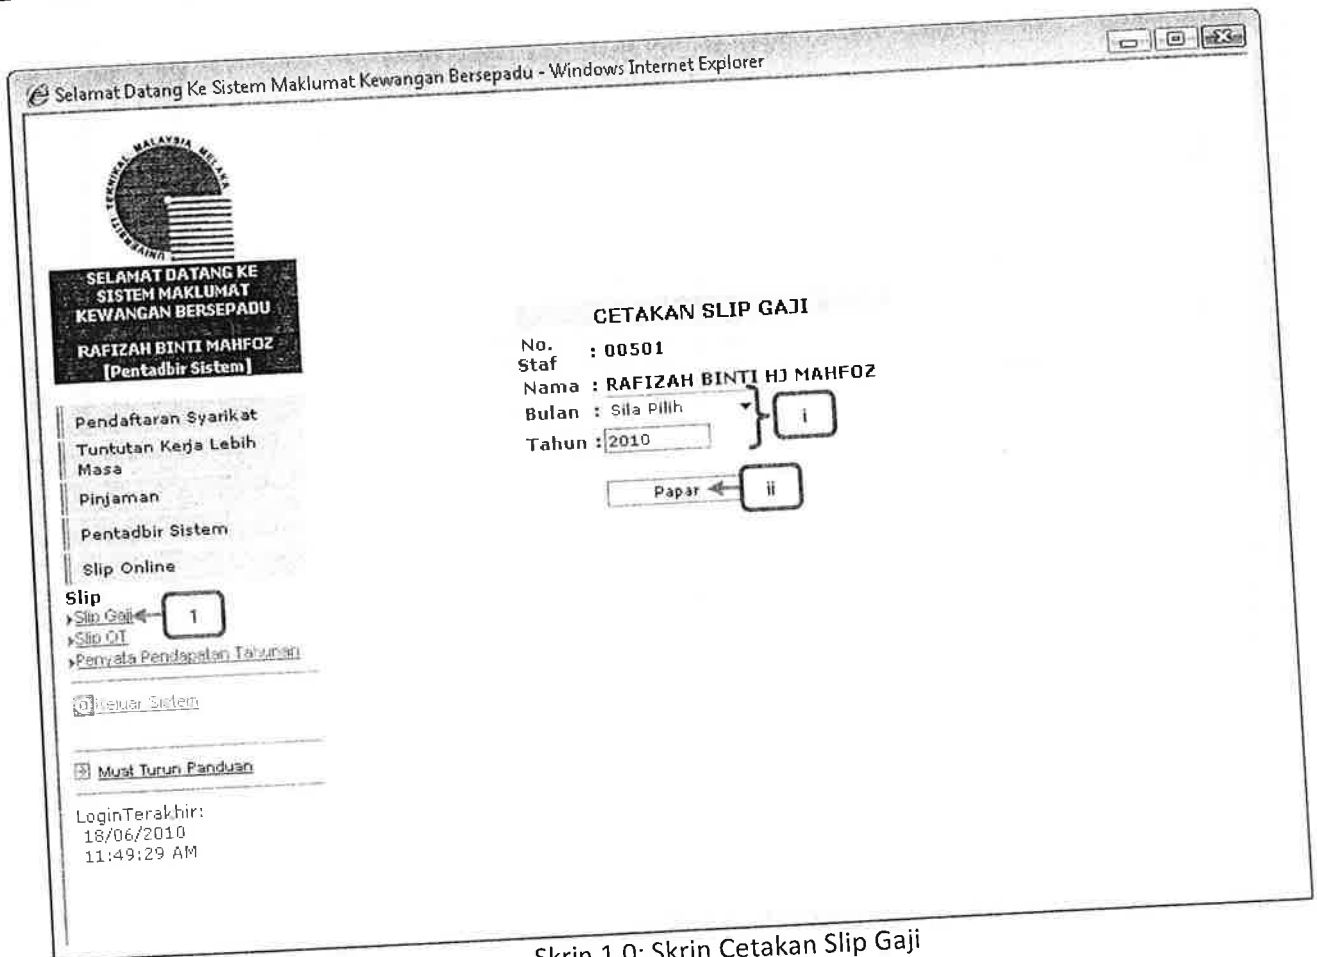 Selamat Datang Ke Sistem Maklumat Kewangan Bersepadu - Windows Internet Explorer
UNIVERSITI TEKNIKAL MALAYSIA MELAKA
SELAMAT DATANG KE
SISTEM MAKLUMAT
KEWANGAN BERSEPADU
RAFIZAH BINTI MAHFOZ
[Pentadbir Sistem]
Pendaftaran Syarikat
Tuntutan Kerja Lebih
Masa
Pinjaman
Pentadbir Sistem
Slip Online
Slip
Slip Gaji
1
Slip OT
Penyata Pendapatan Tahunan
Keluar Sistem
Muat Turun Panduan
LoginTerakhir:
18/06/2010
11:49:29 AM
CETAKAN SLIP GAJI
No.
Staf : 00501
Nama : RAFIZAH BINTI HJ MAHFOZ
Bulan : Sila Pilih
i
Tahun : 2010
Papar
ii
Skrin 1.0: Skrin Cetakan Slip Gaji